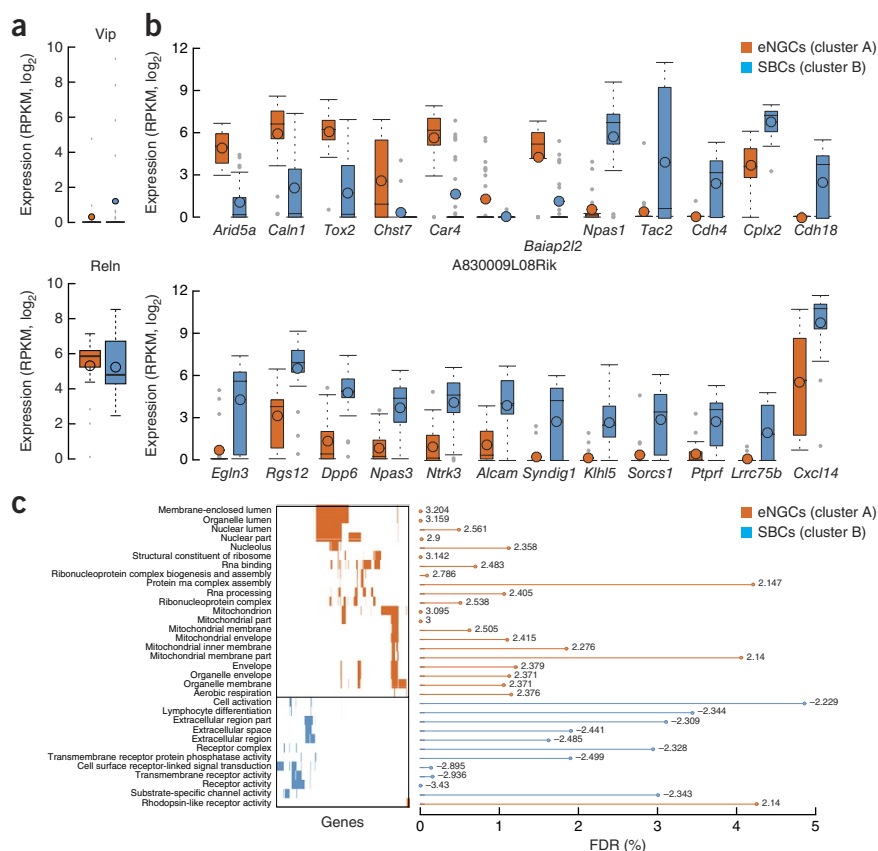 a
b
Vip
Expression (RPKM, log2)
10
8
6
4
2
0
Expression (RPKM, log2)
12
9
6
3
0
eNGCs (cluster A)
SBCs (cluster B)
Arid5a Caln1 Tox2 Chst7 Car4 Baiap2l2 Npas1 Tac2 Cdh4 Cplx2 Cdh18
A830009L08Rik
Reln
Expression (RPKM, log2)
10
8
6
4
2
0
Expression (RPKM, log2)
12
9
6
3
0
Egln3 Rgs12 Dpp6 Npas3 Ntrk3 Alcam Syndig1 Klhl5 Sorcs1 Ptprf Lrrc75b Cxcl14
c
eNGCs (cluster A)
SBCs (cluster B)
Membrane-enclosed lumen 3.204
Organelle lumen 3.159
Nuclear lumen 2.561
Nuclear part 2.9
Nucleolus 2.358
Structural constituent of ribosome 3.142
Rna binding 2.483
Ribonucleoprotein complex biogenesis and assembly 2.786
Protein rna complex assembly 2.147
Rna processing 2.405
Ribonucleoprotein complex 2.538
Mitochondrion 3.095
Mitochondrial part 3
Mitochondrial membrane 2.505
Mitochondrial envelope 2.415
Mitochondrial inner membrane 2.276
Mitochondrial membrane part 2.14
Envelope 2.379
Organelle envelope 2.371
Organelle membrane 2.371
Aerobic respiration 2.376
Cell activation −2.229
Lymphocyte differentiation −2.344
Extracellular region part −2.309
Extracellular space −2.441
Extracellular region −2.485
Receptor complex −2.328
Transmembrane receptor protein phosphatase activity −2.499
Cell surface receptor-linked signal transduction −2.895
Transmembrane receptor activity −2.936
Receptor activity −3.43
Substrate-specific channel activity −2.343
Rhodopsin-like receptor activity 2.14
Genes
0 1 2 3 4 5
FDR (%)